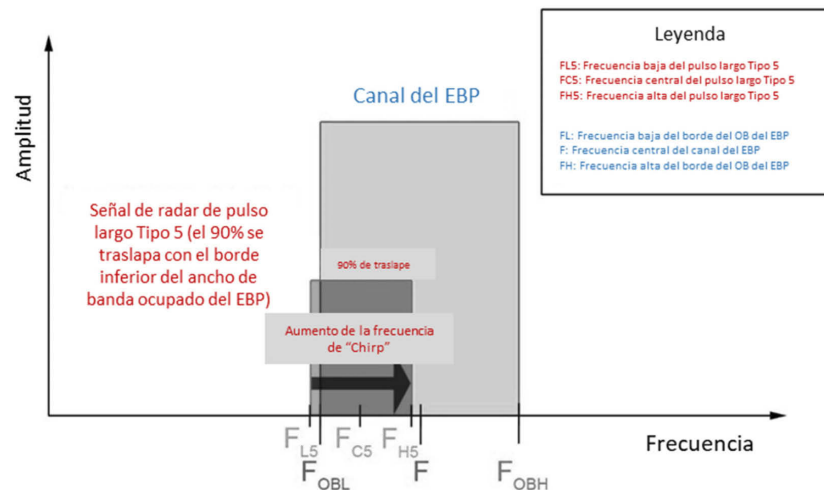 Amplitud
Canal del EBP
Leyenda
FL5: Frecuencia baja del pulso largo Tipo 5
FC5: Frecuencia central del pulso largo Tipo 5
FH5: Frecuencia alta del pulso largo Tipo 5
FL: Frecuencia baja del borde del OB del EBP
F: Frecuencia central del canal del EBP
FH: Frecuencia alta del borde del OB del EBP
Señal de radar de pulso
largo Tipo 5 (el 90% se
traslapa con el borde
inferior del ancho de
banda ocupado del EBP)
90% de traslape
Aumento de la frecuencia
de “Chirp”
FL5 FC5 FH5
FOBL F FOBH
Frecuencia